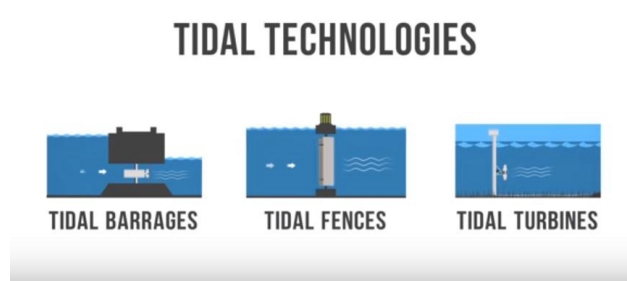 TIDAL TECHNOLOGIES
TIDAL BARRAGES
TIDAL FENCES
TIDAL TURBINES